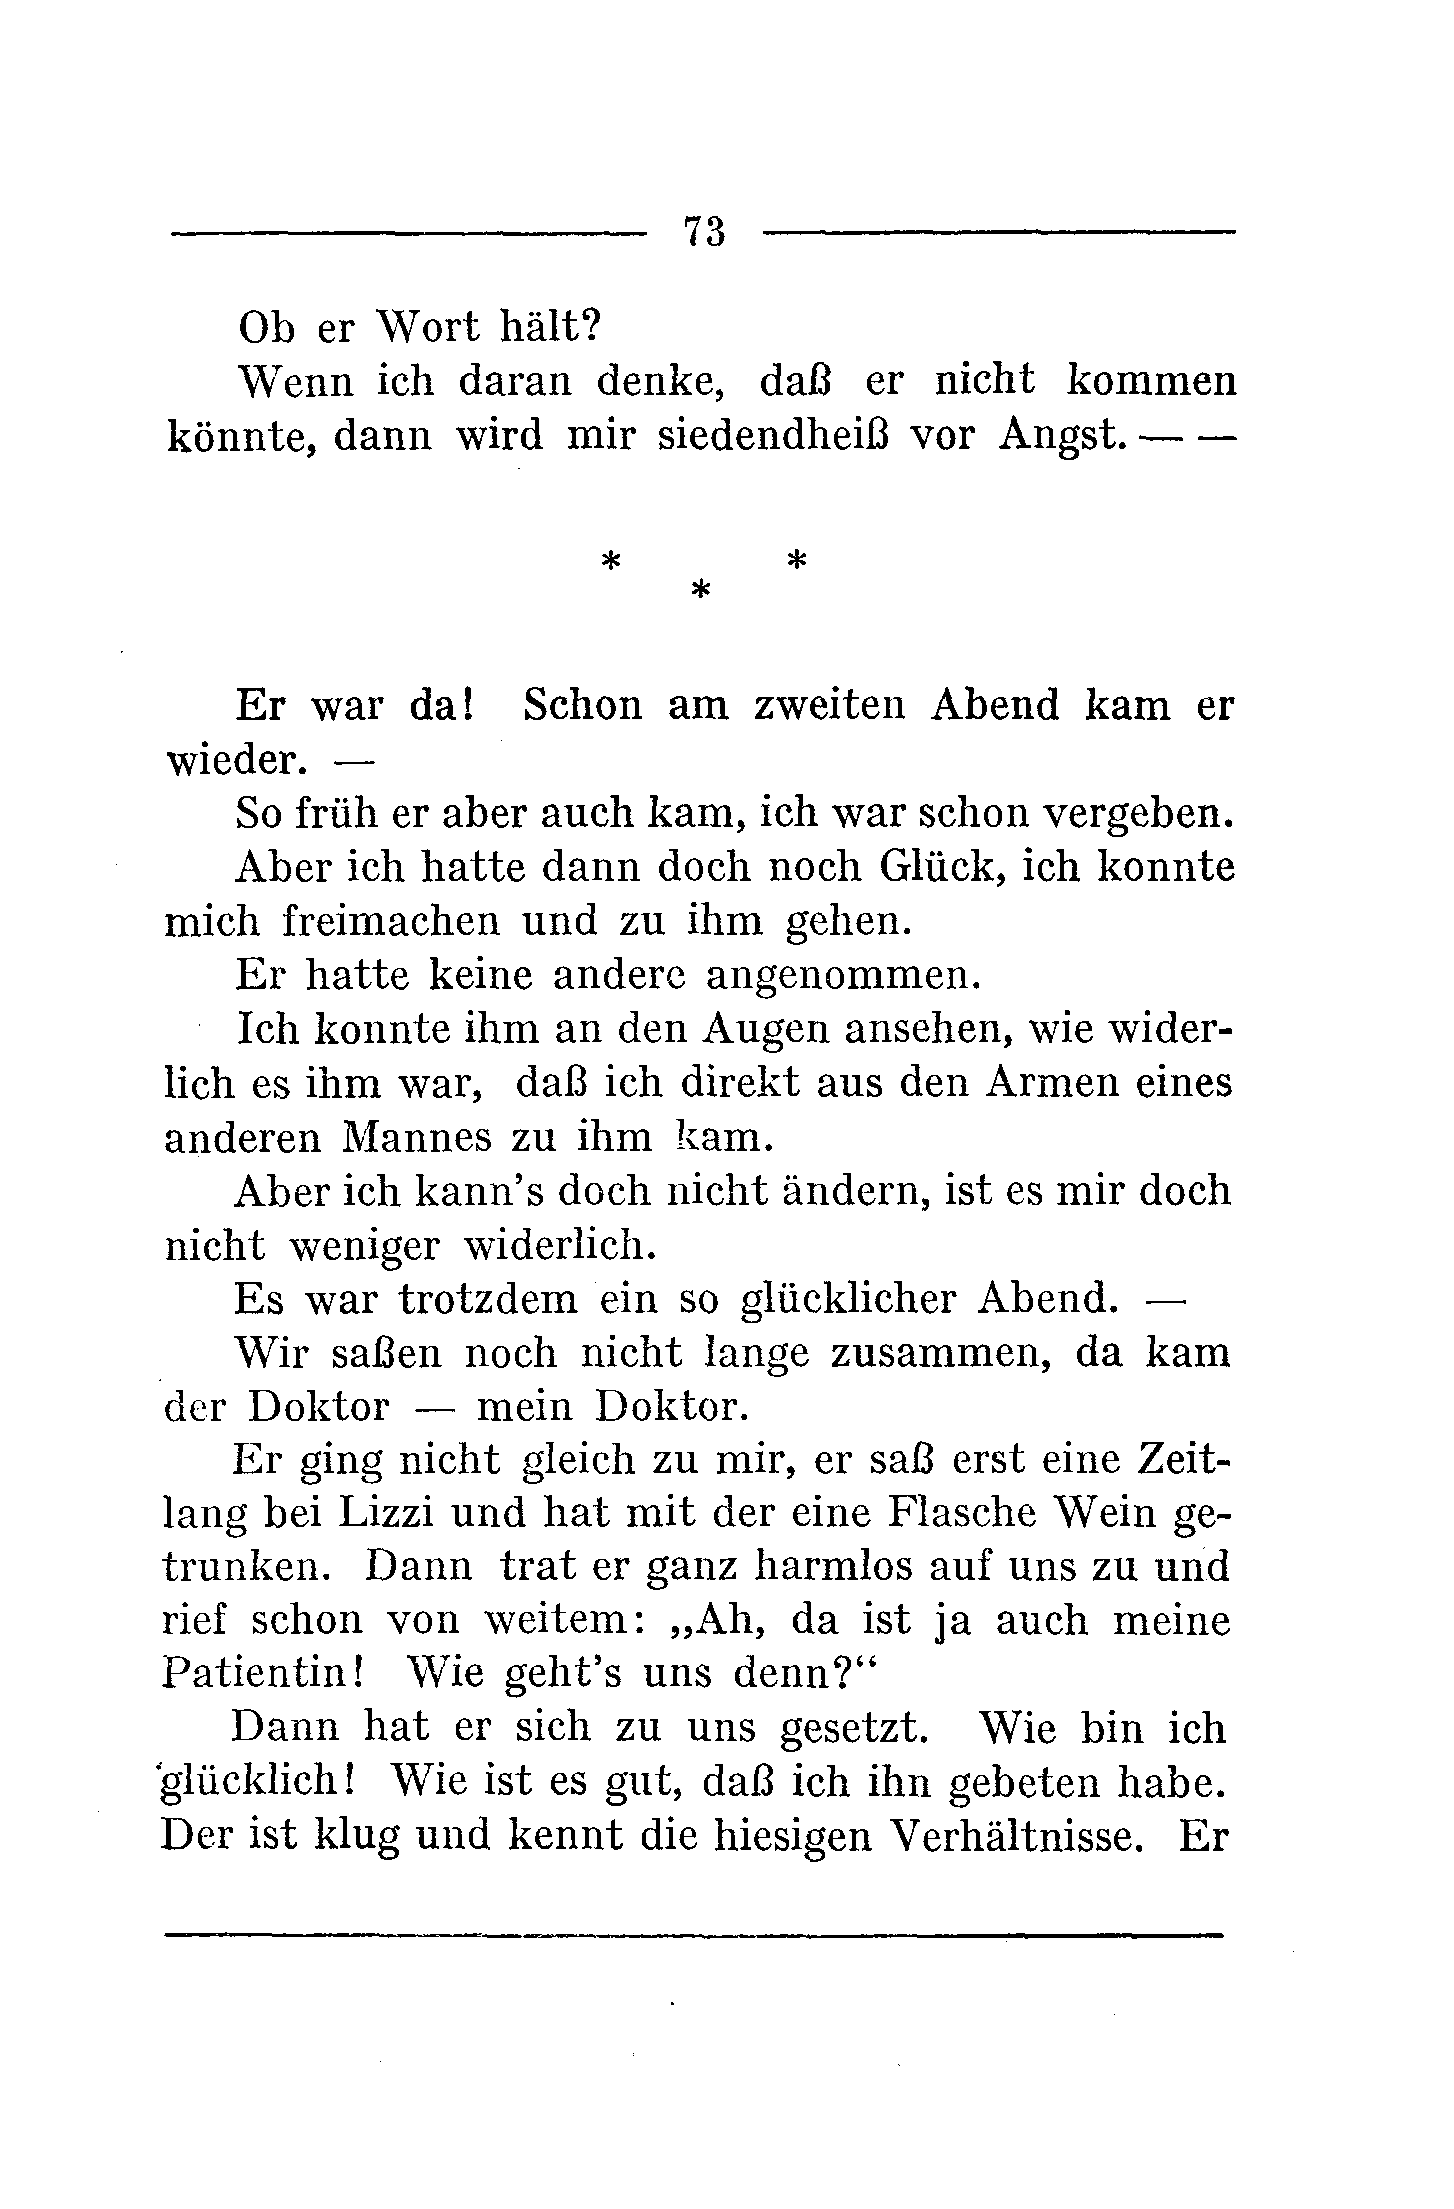 73
Ob er Wort hält?
Wenn ich daran denke, daß er nicht kommen
könnte, dann wird mir siedendheiß vor Angst. — —
* *
*
Er war da! Schon am zweiten Abend kam er
wieder. —
So früh er aber auch kam, ich war schon vergeben.
Aber ich hatte dann doch noch Glück, ich konnte
mich freimachen und zu ihm gehen.
Er hatte keine andere angenommen.
Ich konnte ihm an den Augen ansehen, wie wider-
lich es ihm war, daß ich direkt aus den Armen eines
anderen Mannes zu ihm kam.
Aber ich kann's doch nicht ändern, ist es mir doch
nicht weniger widerlich.
Es war trotzdem ein so glücklicher Abend. —
Wir saßen noch nicht lange zusammen, da kam
der Doktor — mein Doktor.
Er ging nicht gleich zu mir, er saß erst eine Zeit-
lang bei Lizzi und hat mit der eine Flasche Wein ge-
trunken. Dann trat er ganz harmlos auf uns zu und
rief schon von weitem: „Ah, da ist ja auch meine
Patientin! Wie geht's uns denn?“
Dann hat er sich zu uns gesetzt. Wie bin ich
glücklich! Wie ist es gut, daß ich ihn gebeten habe.
Der ist klug und kennt die hiesigen Verhältnisse. Er